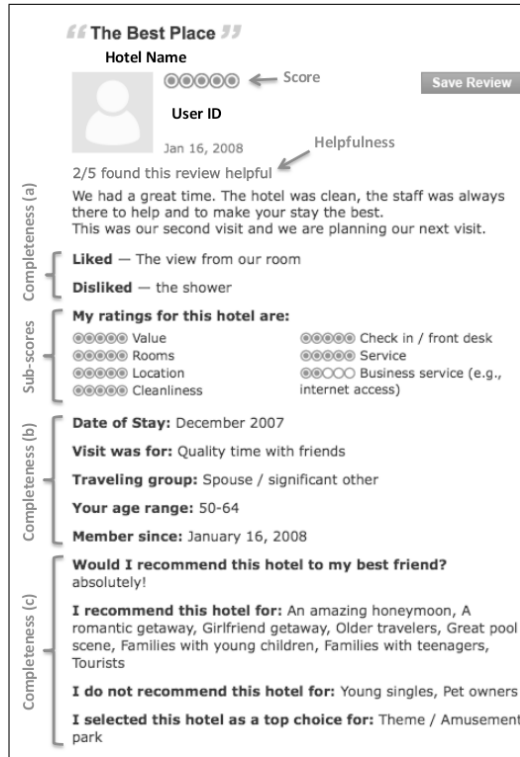 “ The Best Place ”
Hotel Name
Score
Save Review
User ID
Jan 16, 2008
Helpfulness
2/5 found this review helpful
Completeness (a)
We had a great time. The hotel was clean, the staff was always
there to help and to make your stay the best.
This was our second visit and we are planning our next visit.
Liked — The view from our room
Disliked — the shower
Sub-scores
My ratings for this hotel are:
Value
Check in / front desk
Rooms
Service
Location
Business service (e.g.,
internet access)
Cleanliness
Completeness (b)
Date of Stay: December 2007
Visit was for: Quality time with friends
Traveling group: Spouse / significant other
Your age range: 50-64
Member since: January 16, 2008
Completeness (c)
Would I recommend this hotel to my best friend?
absolutely!
I recommend this hotel for: An amazing honeymoon, A
romantic getaway, Girlfriend getaway, Older travelers, Great pool
scene, Families with young children, Families with teenagers,
Tourists
I do not recommend this hotel for: Young singles, Pet owners
I selected this hotel as a top choice for: Theme / Amusement
park